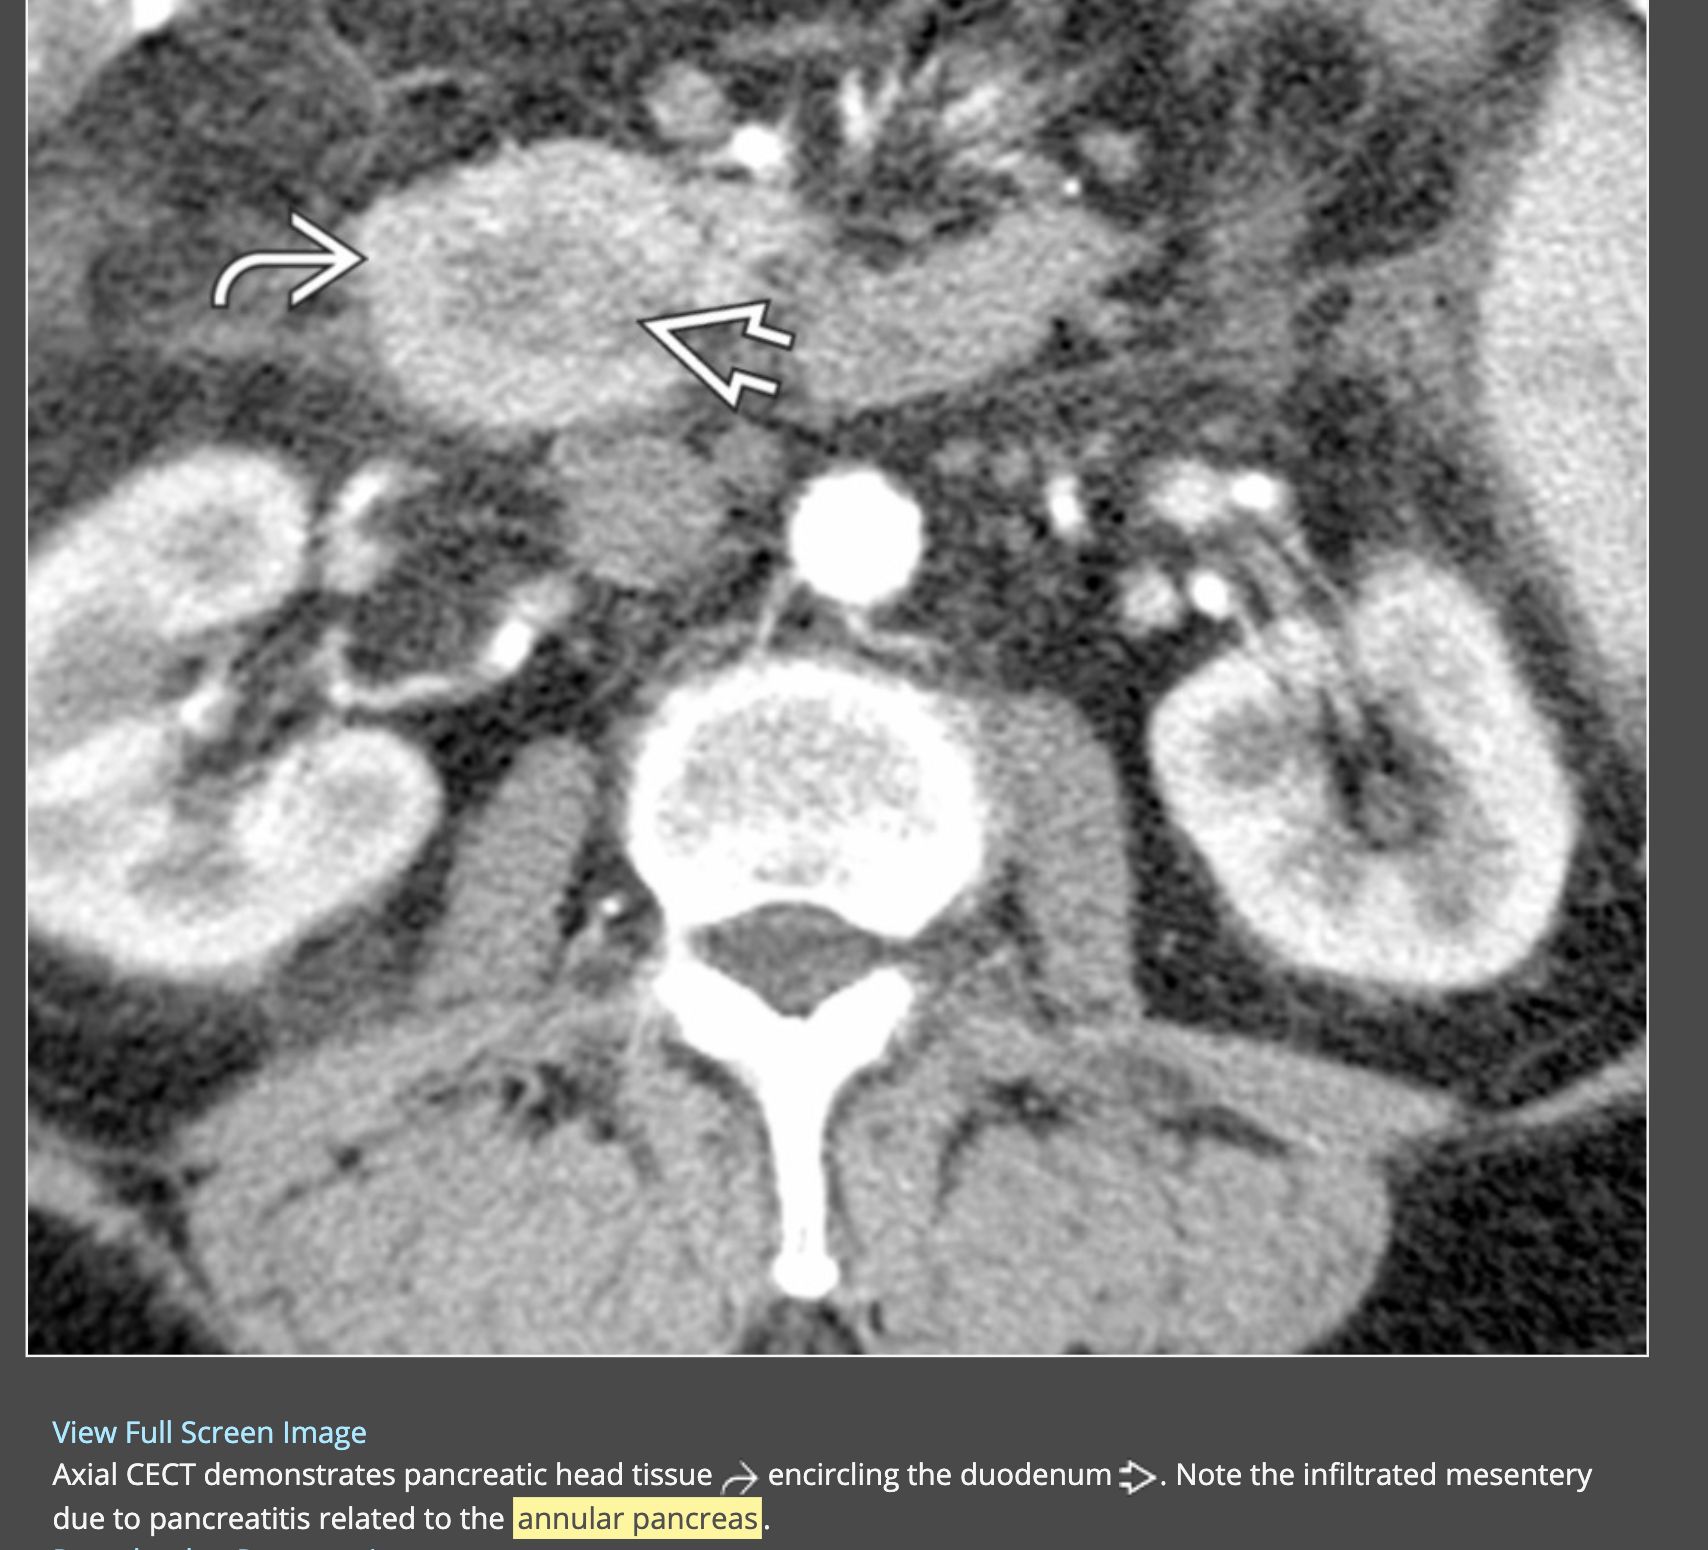 View Full Screen Image
Axial CECT demonstrates pancreatic head tissue encircling the duodenum. Note the infiltrated mesentery
due to pancreatitis related to the annular pancreas.